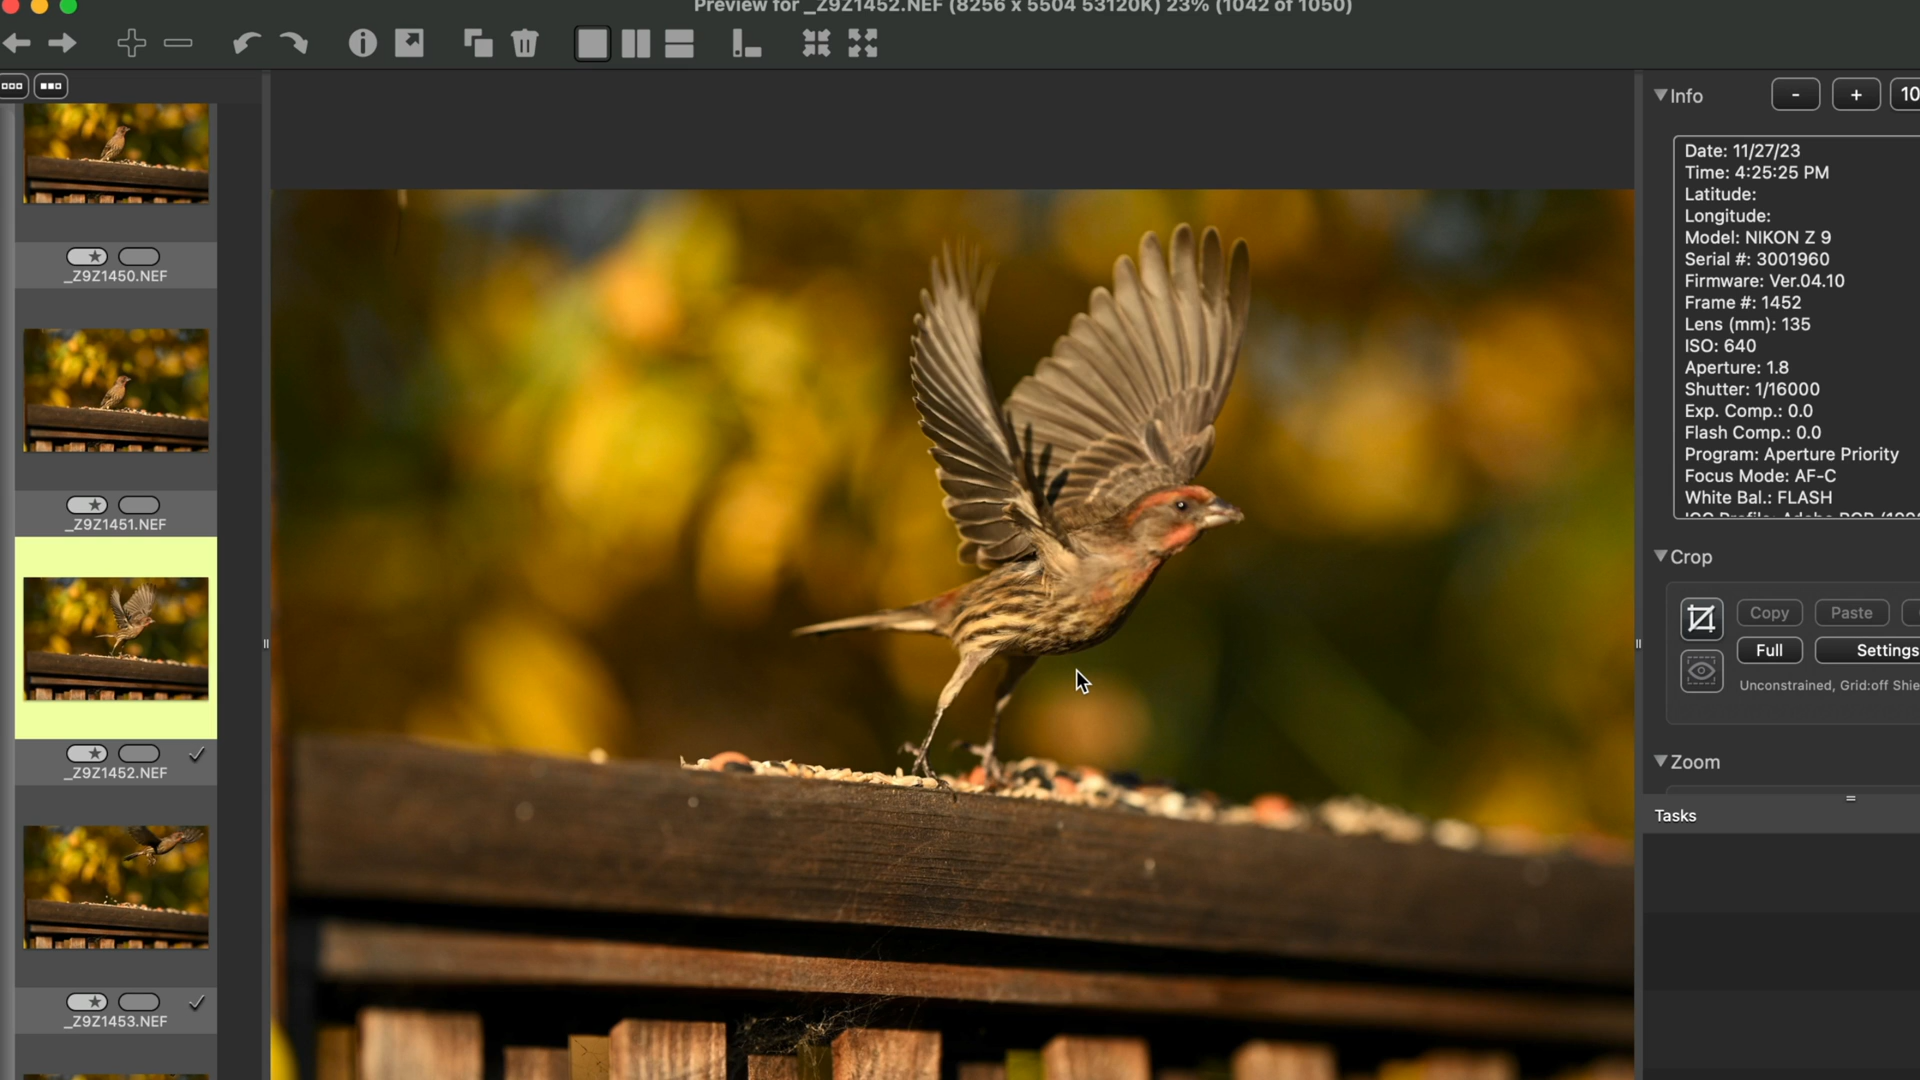 Preview for _Z9Z1452.NEF (8256 x 5504 53120K) 23% (1042 of 1050)
_Z9Z1450.NEF
_Z9Z1451.NEF
_Z9Z1452.NEF
_Z9Z1453.NEF
Info
-
+
10
Date: 11/27/23
Time: 4:25:25 PM
Latitude:
Longitude:
Model: NIKON Z 9
Serial #: 3001960
Firmware: Ver.04.10
Frame #: 1452
Lens (mm): 135
ISO: 640
Aperture: 1.8
Shutter: 1/16000
Exp. Comp.: 0.0
Flash Comp.: 0.0
Program: Aperture Priority
Focus Mode: AF-C
White Bal.: FLASH
Crop
Copy
Paste
Full
Settings
Unconstrained, Grid:off
Zoom
Tasks